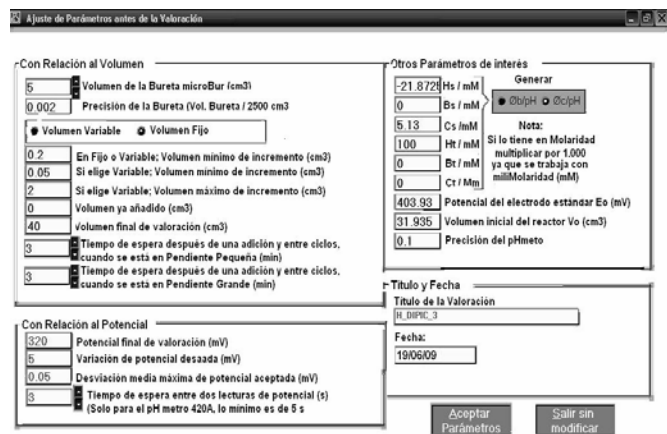 Ajuste de Parámetros antes de la Valoración
Con Relación al Volumen
5 Volumen de la Bureta microBur (cm3)
0.002 Precisión de la Bureta (Vol. Bureta / 2500 cm3
Volumen Variable Volumen Fijo
0.2 En Fijo o Variable; Volumen mínimo de incremento (cm3)
0.05 Si elige Variable; Volumen mínimo de incremento (cm3)
2 Si elige Variable; Volumen máximo de incremento (cm3)
0 Volumen ya añadido (cm3)
40 Volumen final de valoración (cm3)
3 Tiempo de espera después de una adición y entre ciclos,
cuando se está en Pendiente Pequeña (min)
3 Tiempo de espera después de una adición y entre ciclos,
cuando se está en Pendiente Grande (min)
Con Relación al Potencial
320 Potencial final de valoración (mV)
5 Variación de potencial desaada (mV)
0.05 Desviación media máxima de potencial aceptada (mV)
3 Tiempo de espera entre dos lecturas de potencial (s)
(Solo para el pH metro 420A, lo mínimo es de 5 s
Otros Parámetros de interés
-21.8728 Hs / mM
0 Bs / mM
5.13 Cs /mM
100 Ht / mM
0 Bt / mM
0 Ct / Mm
Generar
Øb/pH Øc/pH
Nota:
Si lo tiene en Molaridad
multiplicar por 1.000
ya que se trabaja con
miliMolaridad (mM)
403.93 Potencial del electrodo estándar Eo (mV)
31.935 Volumen inicial del reactor Vo (cm3)
0.1 Precisión del pHmeto
Título y Fecha
Título de la Valoración
H_DIPIC_3
Fecha:
19/06/09
Aceptar
Parámetros
Salir sin
modificar